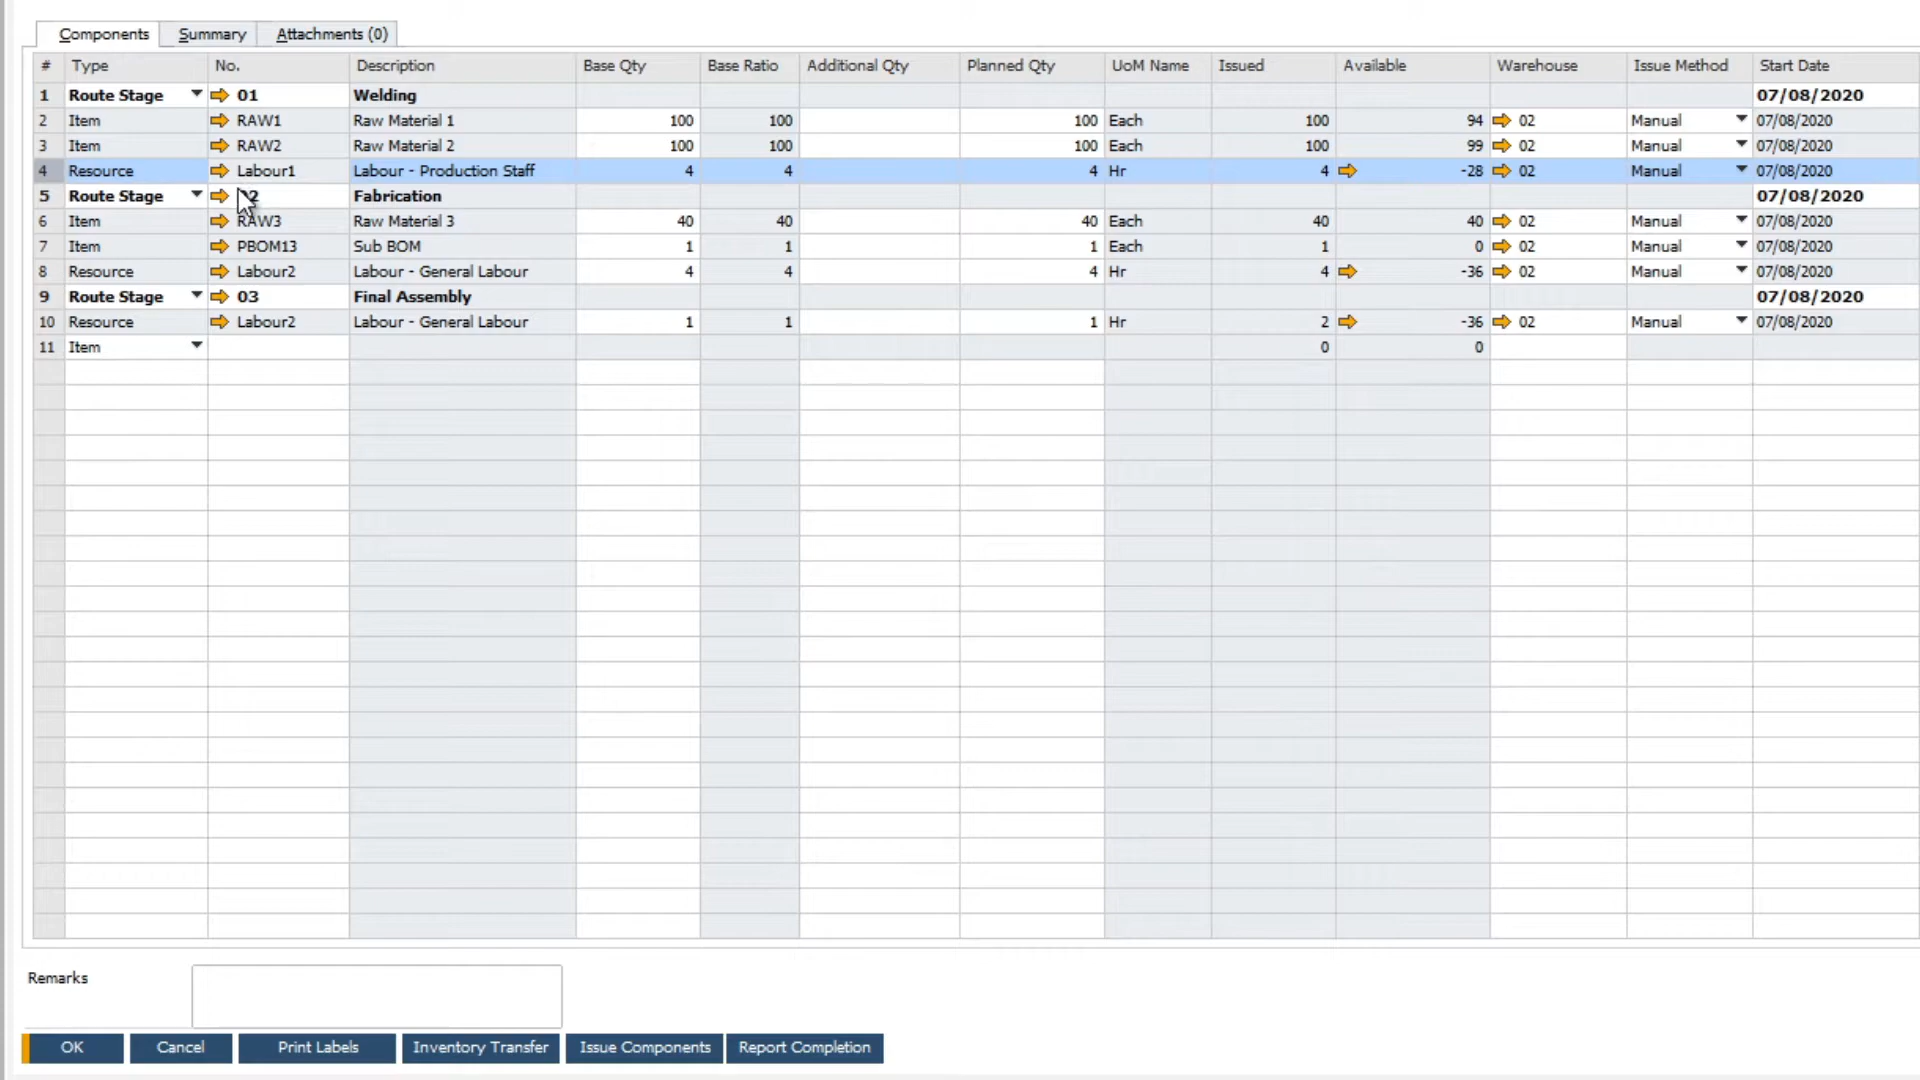 Components Summary Attachments (0)
# Type No. Description Base Qty Base Ratio Additional Qty Planned Qty UoM Name Issued Available Warehouse Issue Method Start Date
1 Route Stage 01 Welding 07/08/2020
2 Item RAW1 Raw Material 1 100 100 100 Each 100 94 02 Manual 07/08/2020
3 Item RAW2 Raw Material 2 100 100 100 Each 100 99 02 Manual 07/08/2020
4 Resource Labour1 Labour - Production Staff 4 4 4 Hr 4 -28 02 Manual 07/08/2020
5 Route Stage Fabrication 07/08/2020
6 Item RAW3 Raw Material 3 40 40 40 Each 40 40 02 Manual 07/08/2020
7 Item PBOM13 Sub BOM 1 1 1 Each 1 0 02 Manual 07/08/2020
8 Resource Labour2 Labour - General Labour 4 4 4 Hr 4 -36 02 Manual 07/08/2020
9 Route Stage 03 Final Assembly 07/08/2020
10 Resource Labour2 Labour - General Labour 1 1 1 Hr 2 -36 02 Manual 07/08/2020
11 Item 0 0
Remarks
OK Cancel Print Labels Inventory Transfer Issue Components Report Completion